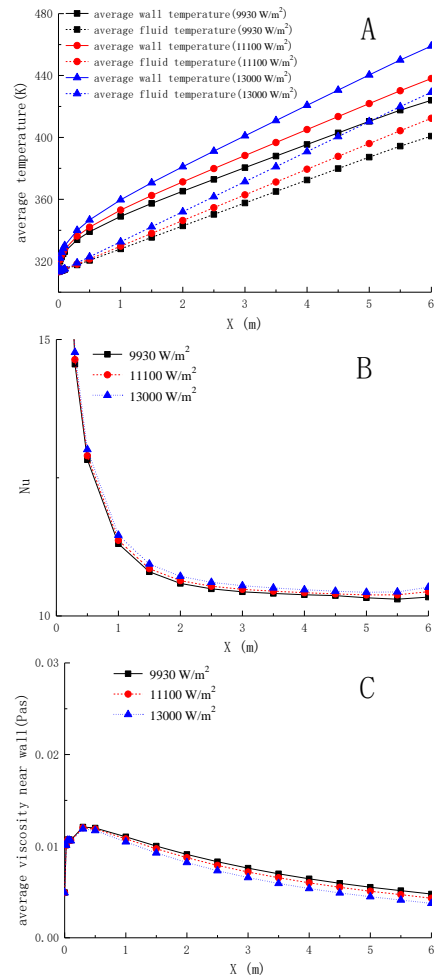 A
average wall temperature(9930 W/m²)
average fluid temperature(9930 W/m²)
average wall temperature(11100 W/m²)
average fluid temperature(11100 W/m²)
average wall temperature(13000 W/m²)
average fluid temperature(13000 W/m²)
average temperature(K)
480
440
400
360
320
0 1 2 3 4 5 6
X (m)
B
9930 W/m²
11100 W/m²
13000 W/m²
Nu
15
10
0 1 2 3 4 5 6
X (m)
C
9930 W/m²
11100 W/m²
13000 W/m²
average viscosity near wall(Pas)
0.03
0.02
0.01
0.00
0 1 2 3 4 5 6
X (m)